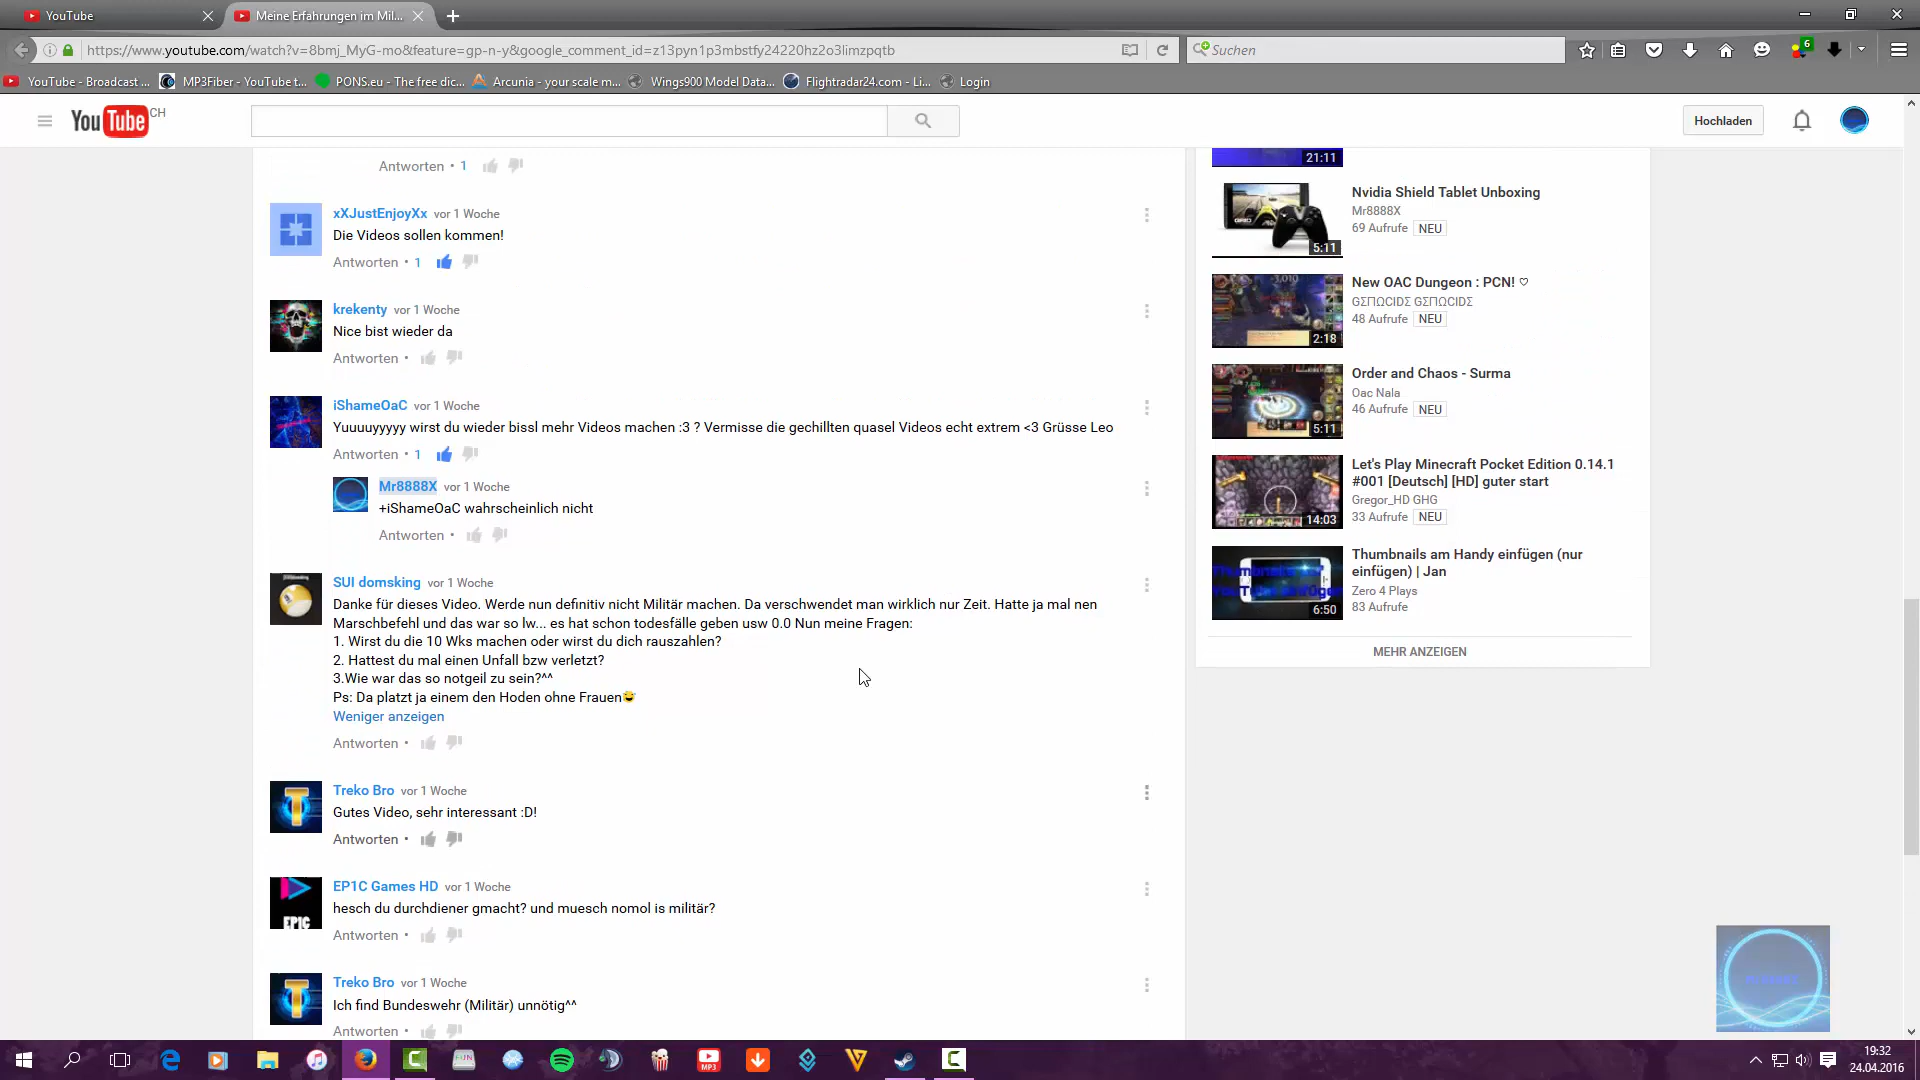 YouTube
Meine Erfahrungen im Mil...
https://www.youtube.com/watch?v=8bmj_MyG-mo&feature=gp-n-y&google_comment_id=z13pyn1p3mbstfy24220hz2o3limzpqtb
Suchen
6
YouTube - Broadcast ...
MP3Fiber - YouTube t...
PONS.eu - The free dic...
Arcunia - your scale m...
Wings900 Model Data...
Flightradar24.com - Li...
Login
YouTube CH
Hochladen
Antworten • 1
xXJustEnjoyXx vor 1 Woche
Die Videos sollen kommen!
Antworten • 1
krekenty vor 1 Woche
Nice bist wieder da
Antworten •
iShameOaC vor 1 Woche
Yuuuuyyyyy wirst du wieder bissl mehr Videos machen :3 ? Vermisse die gechillten quasel Videos echt extrem <3 Grüsse Leo
Antworten • 1
Mr8888X vor 1 Woche
+iShameOaC wahrscheinlich nicht
Antworten •
SUI domsking vor 1 Woche
Danke für dieses Video. Werde nun definitiv nicht Militär machen. Da verschwendet man wirklich nur Zeit. Hatte ja mal nen
Marschbefehl und das war so lw... es hat schon todesfälle geben usw 0.0 Nun meine Fragen:
1. Wirst du die 10 Wks machen oder wirst du dich rauszahlen?
2. Hattest du mal einen Unfall bzw verletzt?
3.Wie war das so notgeil zu sein?^^
Ps: Da platzt ja einem den Hoden ohne Frauen😅
Weniger anzeigen
Antworten •
Treko Bro vor 1 Woche
Gutes Video, sehr interessant :D!
Antworten •
EP1C
EP1C Games HD vor 1 Woche
hesch du durchdiener gmacht? und muesch nomol is militär?
Antworten •
Treko Bro vor 1 Woche
Ich find Bundeswehr (Militär) unnötig^^
Antworten •
21:11
Nvidia Shield Tablet Unboxing
Mr8888X
69 Aufrufe NEU
5:11
New OAC Dungeon : PCN! ♡
GΣΠΩCIDΣ GΣΠΩCIDΣ
48 Aufrufe NEU
2:18
Order and Chaos - Surma
Oac Nala
46 Aufrufe NEU
5:11
Let's Play Minecraft Pocket Edition 0.14.1
#001 [Deutsch] [HD] guter start
Gregor_HD GHG
33 Aufrufe NEU
14:03
Thumbnails am Handy einfügen (nur
einfügen) | Jan
Zero 4 Plays
83 Aufrufe
6:50
MEHR ANZEIGEN
FUN
MP3
19:32
24.04.2016